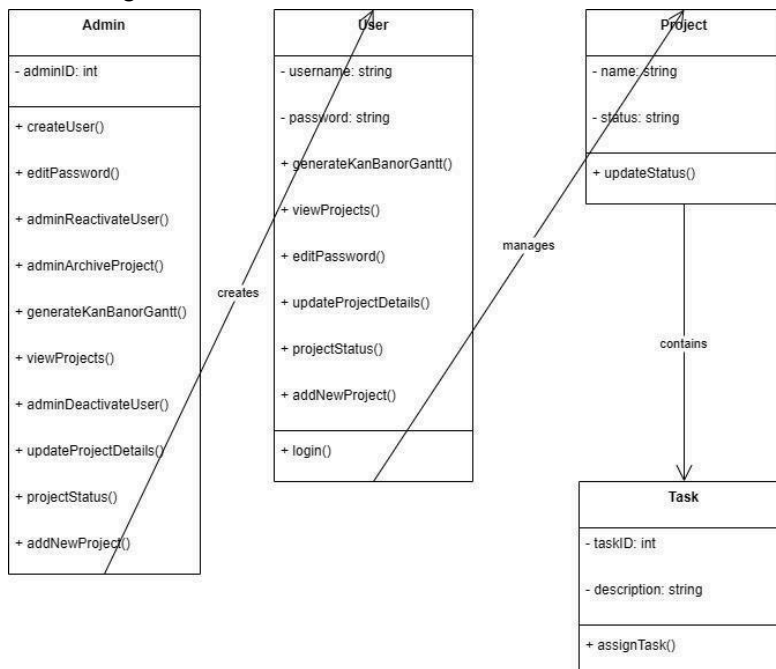 Admin
- adminID: int
+ createUser()
+ editPassword()
+ adminReactivateUser()
+ adminArchiveProject()
+ generateKanBanorGantt()
+ viewProjects()
+ adminDeactivateUser()
+ updateProjectDetails()
+ projectStatus()
+ addNewProject()
creates
User
- username: string
- password: string
+ generateKanBanorGantt()
+ viewProjects()
+ editPassword()
+ updateProjectDetails()
+ projectStatus()
+ addNewProject()
+ login()
manages
Project
- name: string
- status: string
+ updateStatus()
contains
Task
- taskID: int
- description: string
+ assignTask()